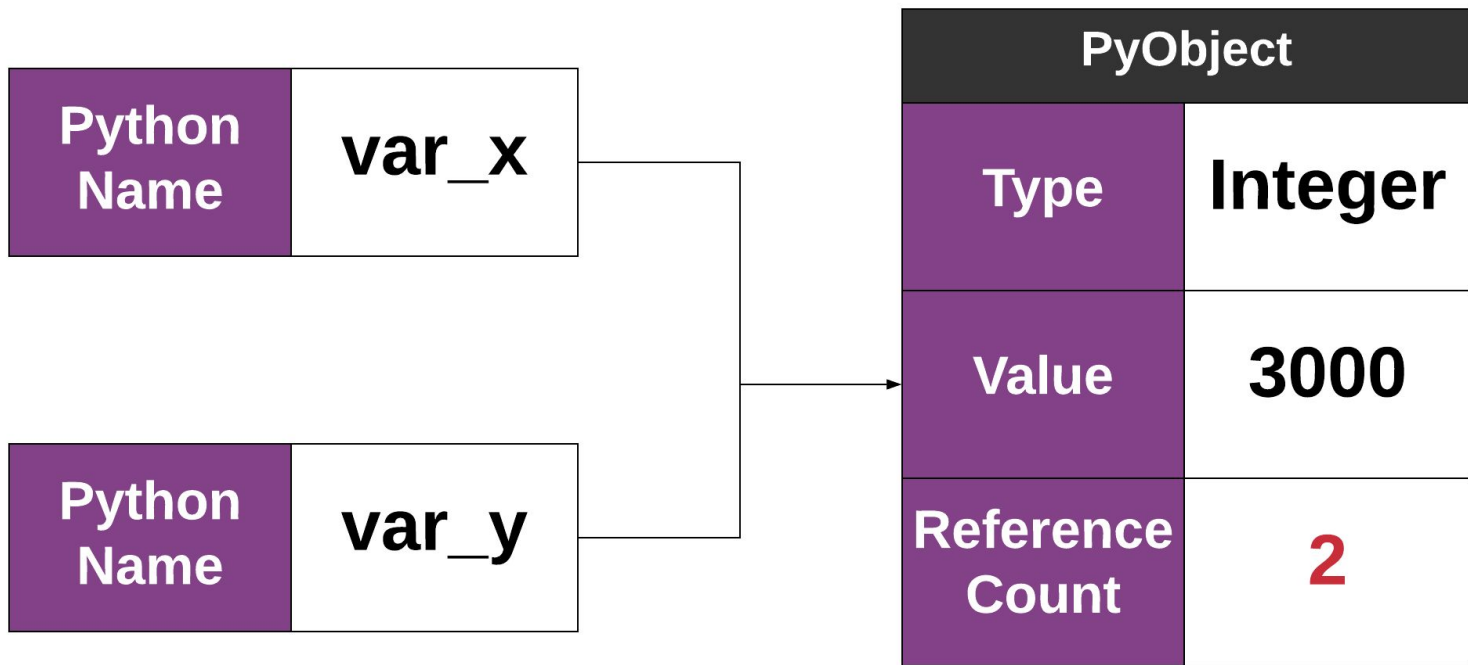 Python
Name
var_x
Python
Name
var_y
PyObject
Type
Integer
Value
3000
Reference
Count
2